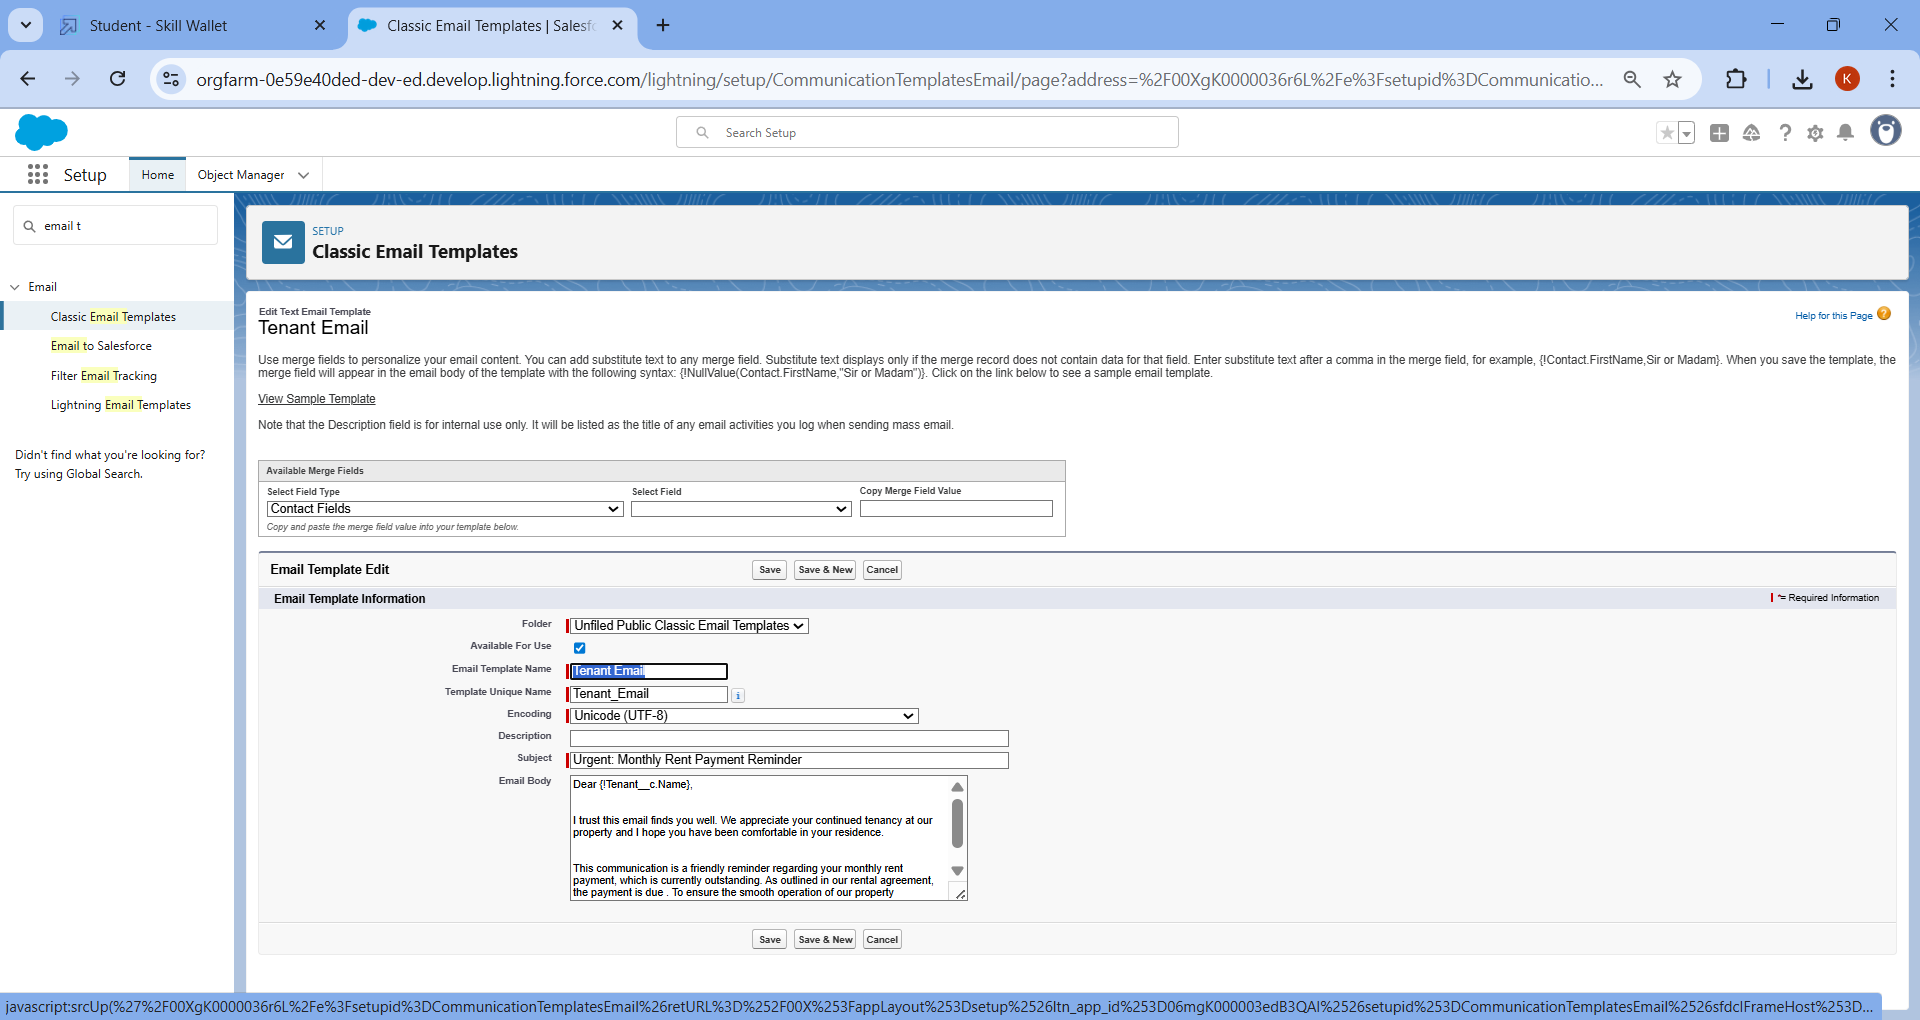 Student - Skill Wallet
Classic Email Templates | Salesfo
orgfarm-0e59e40ded-dev-ed.develop.lightning.force.com/lightning/setup/CommunicationTemplatesEmail/page?address=%2F00XgK0000036r6L%2Fe%3Fsetupid%3DCommunicatio...
K
Search Setup
Setup
Home
Object Manager
email t
Email
Classic Email Templates
Email to Salesforce
Filter Email Tracking
Lightning Email Templates
Didn't find what you're looking for?
Try using Global Search.
SETUP
Classic Email Templates
Edit Text Email Template
Tenant Email
Help for this Page
Use merge fields to personalize your email content. You can add substitute text to any merge field. Substitute text displays only if the merge record does not contain data for that field. Enter substitute text after a comma in the merge field, for example, {!Contact.FirstName,Sir or Madam}. When you save the template, the
merge field will appear in the email body of the template with the following syntax: {!NullValue(Contact.FirstName,"Sir or Madam")}. Click on the link below to see a sample email template.
View Sample Template
Note that the Description field is for internal use only. It will be listed as the title of any email activities you log when sending mass email.
Available Merge Fields
Select Field Type
Select Field
Copy Merge Field Value
Contact Fields
Copy and paste the merge field value into your template below.
Email Template Edit
Save
Save & New
Cancel
Email Template Information
= Required Information
Folder
Unfiled Public Classic Email Templates
Available For Use
Email Template Name
Tenant Email
Template Unique Name
Tenant_Email
i
Encoding
Unicode (UTF-8)
Description
Subject
Urgent: Monthly Rent Payment Reminder
Email Body
Dear {!Tenant__c.Name},
I trust this email finds you well. We appreciate your continued tenancy at our
property and I hope you have been comfortable in your residence.
This communication is a friendly reminder regarding your monthly rent
payment, which is currently outstanding. As outlined in our rental agreement,
the payment is due . To ensure the smooth operation of our property
Save
Save & New
Cancel
javascript:srcUp(%27%2F00XgK0000036r6L%2Fe%3Fsetupid%3DCommunicationTemplatesEmail%26retURL%3D%252F00X%253FappLayout%253Dsetup%2526ltn_app_id%253D06mgK000003edB3QAI%2526setupid%253DCommunicationTemplatesEmail%2526sfdcIFrameHost%253D...